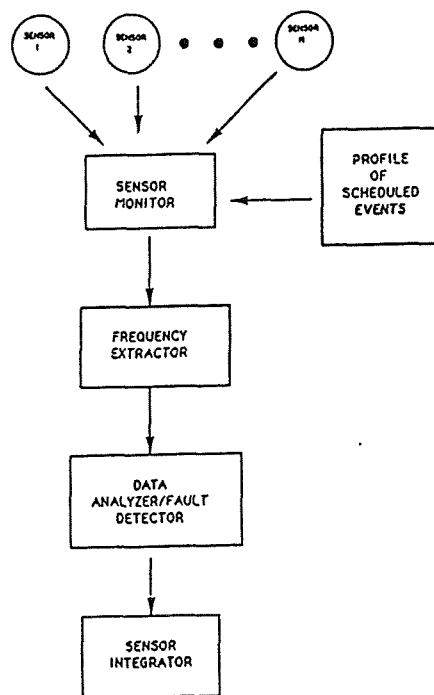 SENSOR
1
SENSOR
2
SENSOR
N
SENSOR
MONITOR
PROFILE
OF
SCHEDULED
EVENTS
FREQUENCY
EXTRACTOR
DATA
ANALYZER/FAULT
DETECTOR
SENSOR
INTEGRATOR